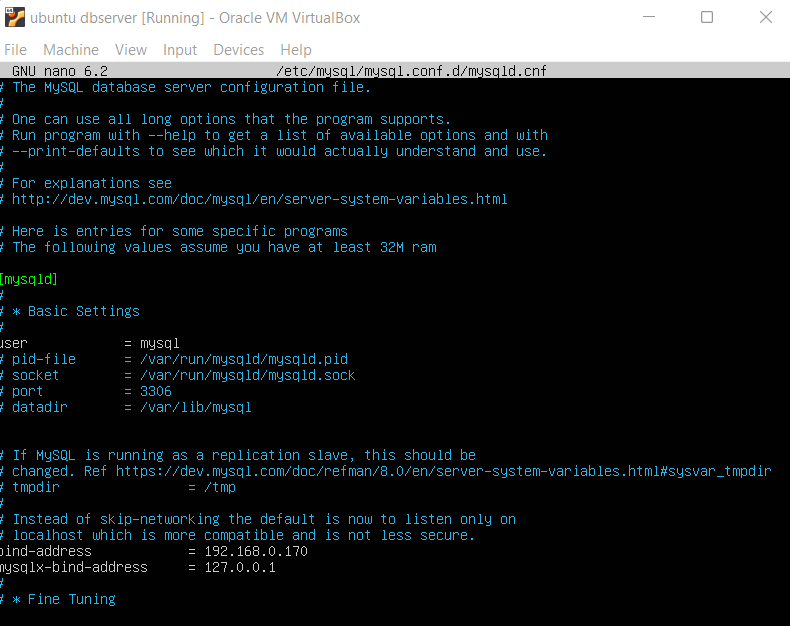 ubuntu dbserver [Running] - Oracle VM VirtualBox
File Machine View Input Devices Help
GNU nano 6.2 /etc/mysql/mysql.conf.d/mysqld.cnf
# The MySQL database server configuration file.
#
# One can use all long options that the program supports.
# Run program with --help to get a list of available options and with
# --print-defaults to see which it would actually understand and use.
#
# For explanations see
# http://dev.mysql.com/doc/mysql/en/server-system-variables.html
# Here is entries for some specific programs
# The following values assume you have at least 32M ram
[mysqld]
#
# * Basic Settings
#
user = mysql
# pid-file = /var/run/mysqld/mysqld.pid
# socket = /var/run/mysqld/mysqld.sock
# port = 3306
# datadir = /var/lib/mysql
# If MySQL is running as a replication slave, this should be
# changed. Ref https://dev.mysql.com/doc/refman/8.0/en/server-system-variables.html#sysvar_tmpdir
# tmpdir = /tmp
#
# Instead of skip-networking the default is now to listen only on
# localhost which is more compatible and is not less secure.
bind-address = 192.168.0.170
mysqlx-bind-address = 127.0.0.1
#
# * Fine Tuning